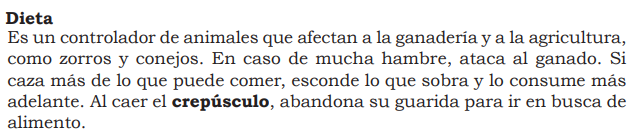 Dieta
Es un controlador de animales que afectan a la ganadería y a la agricultura,
como zorros y conejos. En caso de mucha hambre, ataca al ganado. Si
caza más de lo que puede comer, esconde lo que sobra y lo consume más
adelante. Al caer el crepúsculo, abandona su guarida para ir en busca de
alimento.